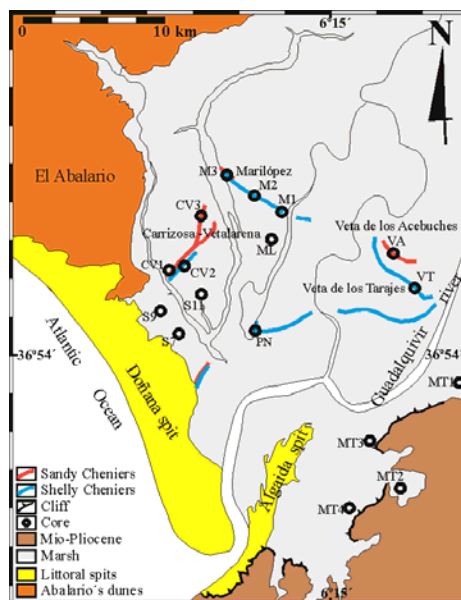 0 10 km
6°15´
N
El Abalario
M3 Marilópez
M2
M1
CV3
Carrizosa-Vetalarena
ML
Veta de los Acebuches
VA
CV1
CV2
VT
Veta de los Tarajes
S11
S9
S7
PN
Guadalquivir river
Atlantic Ocean
36°54´
36°54´
Doñana spit
MT1
Algaida spit
MT3
MT2
MT4
Sandy Cheniers
Shelly Cheniers
Cliff
Core
Mio-Pliocene
Marsh
Littoral spits
Abalario´s dunes
6°15´